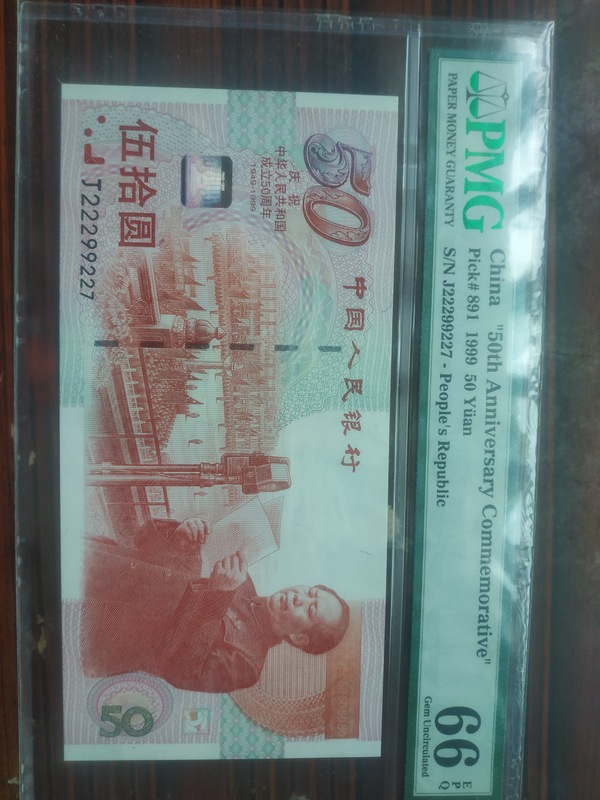 PMG
PAPER MONEY GUARANTY
China "50th Anniversary Commemorative"
Pick# 891 1999 50 Yüan
S/N J22299227 - People's Republic
66 EPQ
Gem Uncirculated
50
中国人民银行
庆祝
中华人民共和国
成立50周年
1949-1999
伍拾圆
J22299227
50